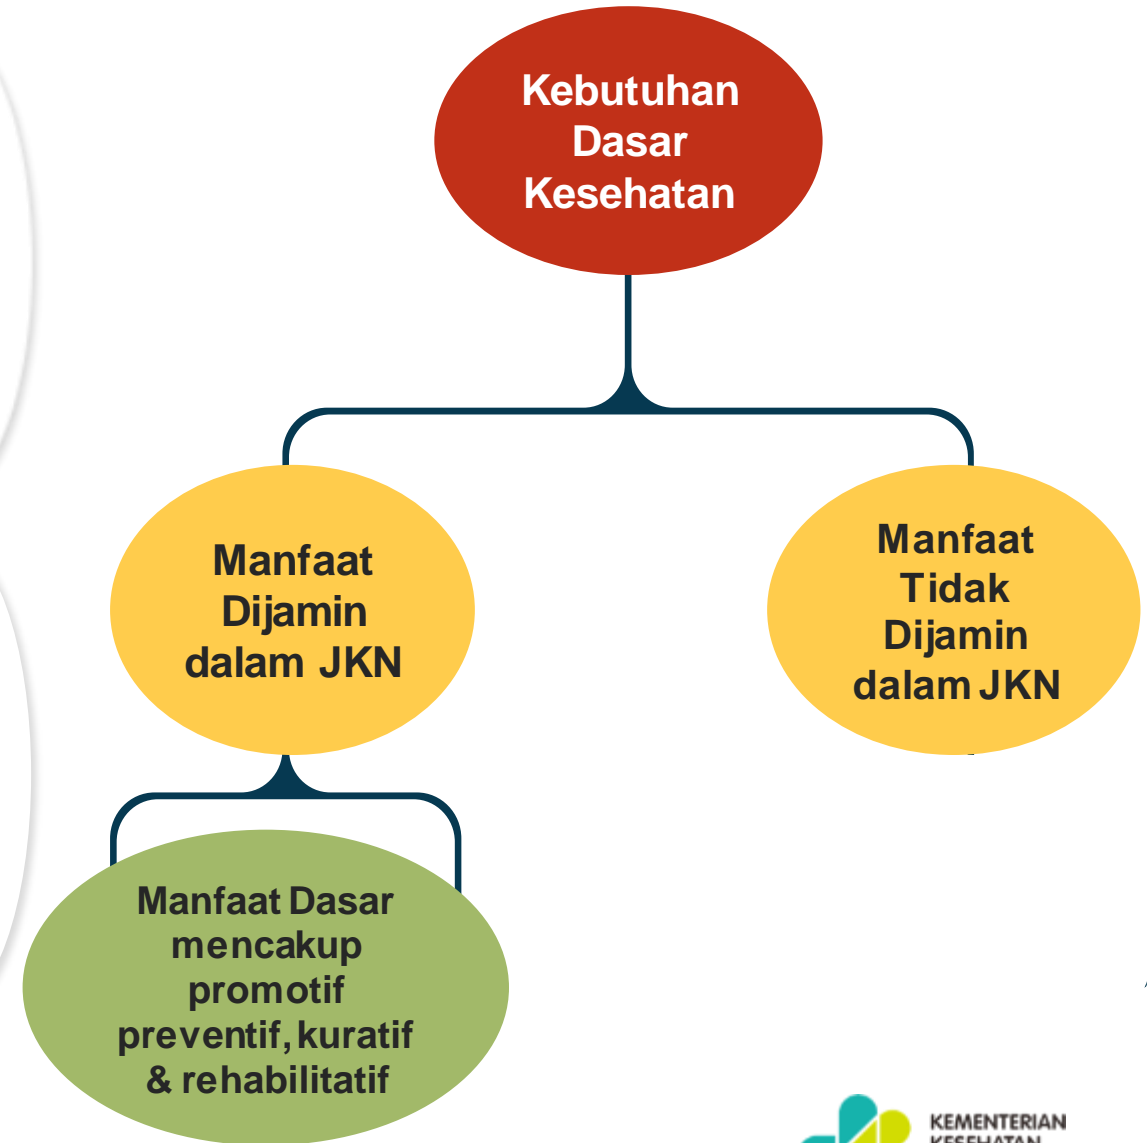 Kebutuhan
Dasar
Kesehatan
Manfaat
Dijamin
dalam JKN
Manfaat
Tidak
Dijamin
dalam JKN
Manfaat Dasar
mencakup
promotif
preventif, kuratif
& rehabilitatif
KEMENTERIAN
KESEHATAN